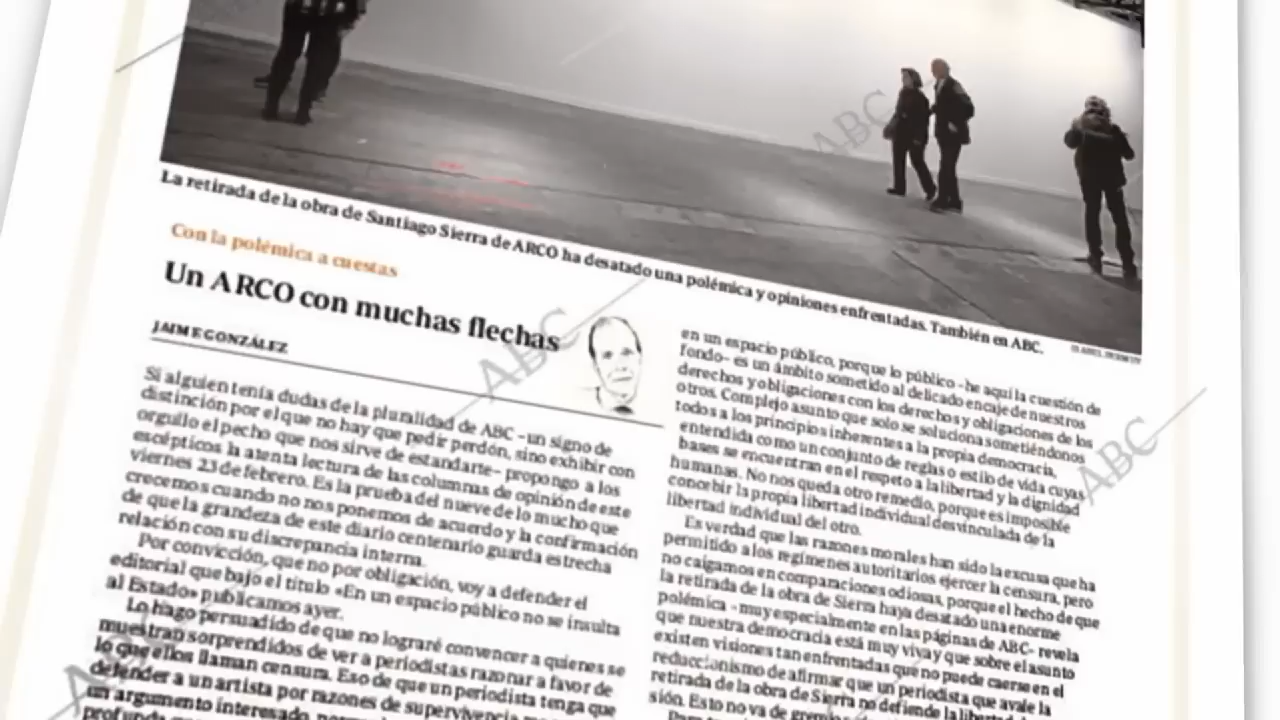 La retirada de la obra de Santiago Sierra de ARCO ha desatado una polémica y opiniones enfrentadas. También en ABC.
Con la polémica a cuestas
Un ARCO con muchas flechas
JAIME GONZÁLEZ
Si alguien tenía dudas de la pluralidad de ABC –un signo de
distinción por el que no hay que pedir perdón, sino exhibir con
orgullo el pecho que nos sirve de estandarte– propongo a los
escépticos la atenta lectura de las columnas de opinión de este
viernes 23 de febrero. Es la prueba del nueve de lo mucho que
crecemos cuando no nos ponemos de acuerdo y la confirmación
de que la grandeza de este diario centenario guarda estrecha
relación con su discrepancia interna.
Por convicción, que no por obligación, voy a defender el
editorial que bajo el título «En un espacio público no se insulta
al Estado» publicamos ayer.
Lo hago persuadido de que no lograré convencer a quienes se
muestran sorprendidos de ver a periodistas razonar a favor de
lo que ellos llaman censura. Eso de que un periodista tenga que
defender a un artista por razones de supervivencia
un argumento interesado,
en un espacio público, porque lo público –he aquí la cuestión de
fondo– es un ámbito sometido al delicado encaje de nuestros
derechos y obligaciones con los derechos y obligaciones de los
otros. Complejo asunto que solo se soluciona sometiéndonos
todos a los principios inherentes a la propia democracia,
entendida como un conjunto de reglas o estilo de vida cuyas
bases se encuentran en el respeto a la libertad y la dignidad
humanas. No nos queda otro remedio, porque es imposible
concebir la propia libertad individual desvinculada de la
libertad individual del otro.
Es verdad que las razones morales han sido la excusa que ha
permitido a los regímenes autoritarios ejercer la censura, pero
no caigamos en comparaciones odiosas, porque el hecho de que
la retirada de la obra de Sierra haya desatado una enorme
polémica –muy especialmente en las páginas de ABC– revela
que nuestra democracia está muy viva y que sobre el asunto
existen visiones tan enfrentadas que no puede caerse en el
reduccionismo de afirmar que un periodista que avale la
retirada de la obra de Sierra no defiende la
sión. Esto no va de
ABC
ABC
ABC